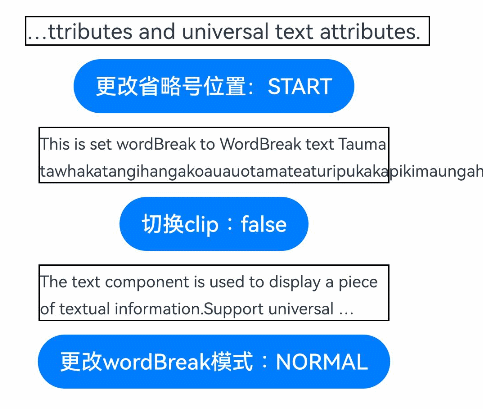 …ttributes and universal text attributes.
更改省略号位置：START
This is set wordBreak to WordBreak text Tauma
tawhakatangihangakoauauotamateaturipukakapikimaungah
切换clip：false
The text component is used to display a piece
of textual information.Support universal …
更改wordBreak模式：NORMAL